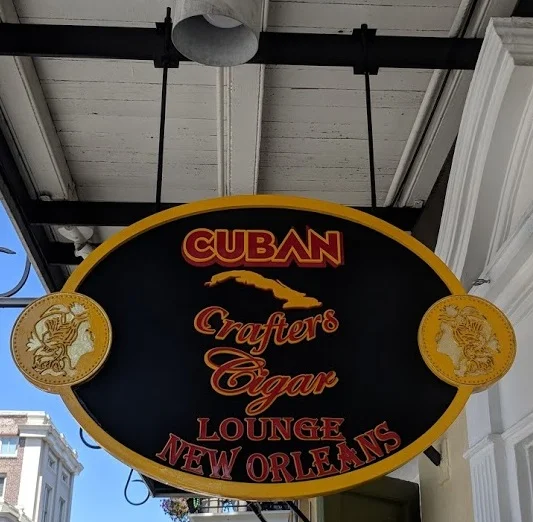 CUBAN
Crafters
Cigar
LOUNGE
NEW ORLEANS